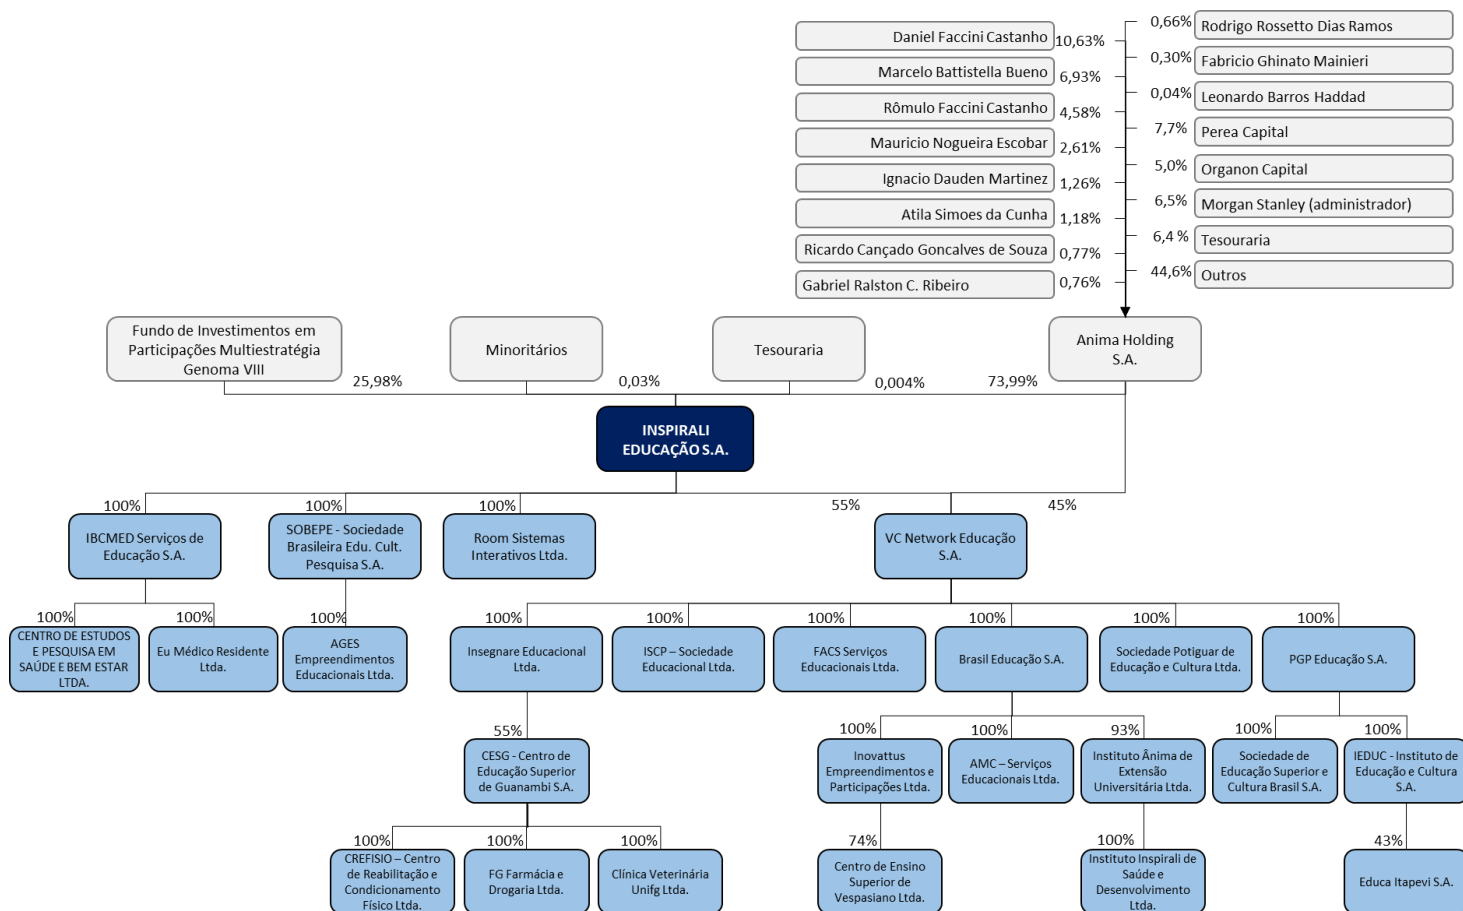 Daniel Faccini Castanho
10,63%
Marcelo Battistella Bueno
6,93%
Rômulo Faccini Castanho
4,58%
Mauricio Nogueira Escobar
2,61%
Ignacio Dauden Martinez
1,26%
Atila Simoes da Cunha
1,18%
Ricardo Cançado Goncalves de Souza
0,77%
Gabriel Ralston C. Ribeiro
0,76%
0,66%
Rodrigo Rossetto Dias Ramos
0,30%
Fabricio Ghinato Mainieri
0,04%
Leonardo Barros Haddad
7,7%
Perea Capital
5,0%
Organon Capital
6,5%
Morgan Stanley (administrador)
6,4 %
Tesouraria
44,6%
Outros
Fundo de Investimentos em
Participações Multiestratégia
Genoma VIII
Minoritários
Tesouraria
Anima Holding
S.A.
25,98%
0,03%
0,004%
73,99%
INSPIRALI
EDUCAÇÃO S.A.
100%
100%
100%
55%
45%
IBCMED Serviços de
Educação S.A.
SOBEPE - Sociedade
Brasileira Edu. Cult.
Pesquisa S.A.
Room Sistemas
Interativos Ltda.
VC Network Educação
S.A.
100%
100%
100%
100%
100%
100%
100%
100%
100%
CENTRO DE ESTUDOS
E PESQUISA EM
SAÚDE E BEM ESTAR
LTDA.
Eu Médico Residente
Ltda.
AGES
Empreendimentos
Educacionais Ltda.
Insegnare Educacional
Ltda.
ISCP – Sociedade
Educacional Ltda.
FACS Serviços
Educacionais Ltda.
Brasil Educação S.A.
Sociedade Potiguar de
Educação e Cultura Ltda.
PGP Educação S.A.
55%
100%
100%
93%
100%
100%
CESG - Centro de
Educação Superior
de Guanambi S.A.
Inovattus
Empreendimentos e
Participações Ltda.
AMC – Serviços
Educacionais Ltda.
Instituto Ânima de
Extensão
Universitária Ltda.
Sociedade de
Educação Superior e
Cultura Brasil S.A.
IEDUC - Instituto de
Educação e Cultura
S.A.
100%
100%
100%
74%
100%
43%
CREFISIO – Centro
de Reabilitação e
Condicionamento
Físico Ltda.
FG Farmácia e
Drogaria Ltda.
Clínica Veterinária
Unifg Ltda.
Centro de Ensino
Superior de
Vespasiano Ltda.
Instituto Inspirali de
Saúde e
Desenvolvimento
Ltda.
Educa Itapevi S.A.